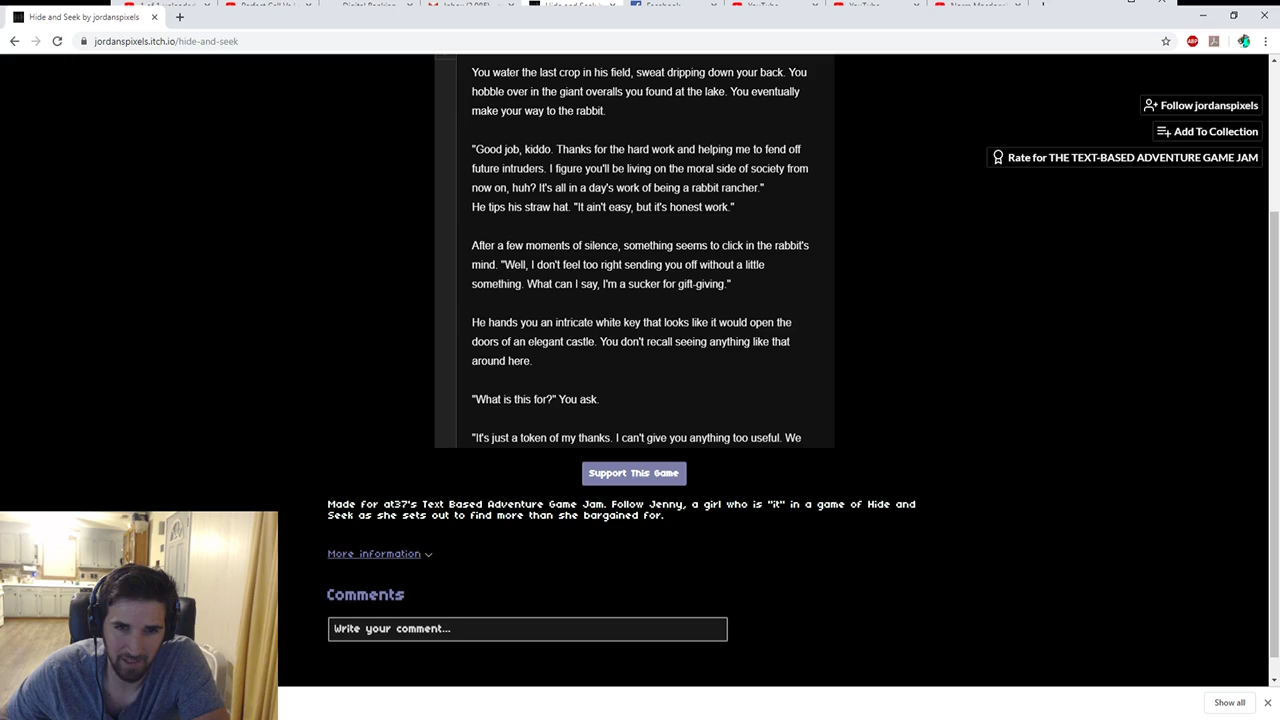 Hide and Seek by jordanspixels
jordanspixels.itch.io/hide-and-seek
ABP
Follow jordanspixels
Add To Collection
Rate for THE TEXT-BASED ADVENTURE GAME JAM
You water the last crop in his field, sweat dripping down your back. You
hobble over in the giant overalls you found at the lake. You eventually
make your way to the rabbit.
"Good job, kiddo. Thanks for the hard work and helping me to fend off
future intruders. I figure you'll be living on the moral side of society from
now on, huh? It's all in a day's work of being a rabbit rancher."
He tips his straw hat. "It ain't easy, but it's honest work."
After a few moments of silence, something seems to click in the rabbit's
mind. "Well, I don't feel too right sending you off without a little
something. What can I say, I'm a sucker for gift-giving."
He hands you an intricate white key that looks like it would open the
doors of an elegant castle. You don't recall seeing anything like that
around here.
"What is this for?" You ask.
"It's just a token of my thanks. I can't give you anything too useful. We
Support This Game
Made for at37's Text Based Adventure Game Jam. Follow Jenny, a girl who is "it" in a game of Hide and
Seek as she sets out to find more than she bargained for.
More information
Comments
Write your comment...
Show all